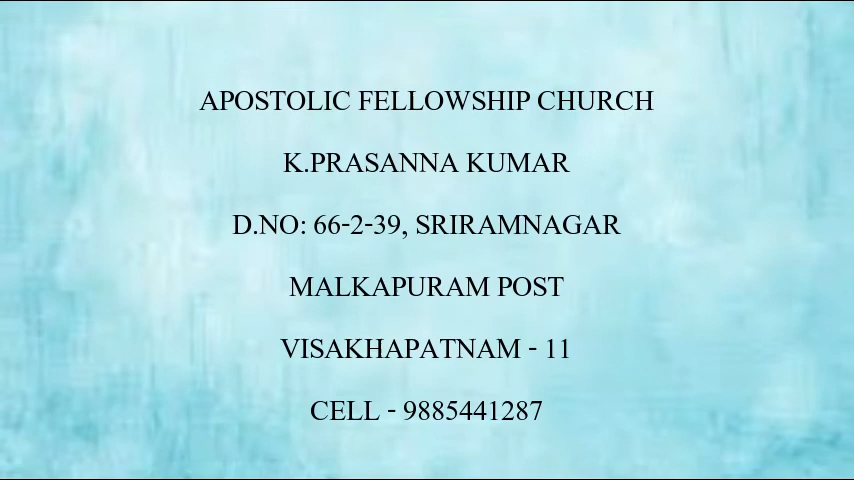 APOSTOLIC FELLOWSHIP CHURCH
K.PRASANNA KUMAR
D.NO: 66-2-39, SRIRAMNAGAR
MALKAPURAM POST
VISAKHAPATNAM - 11
CELL - 9885441287